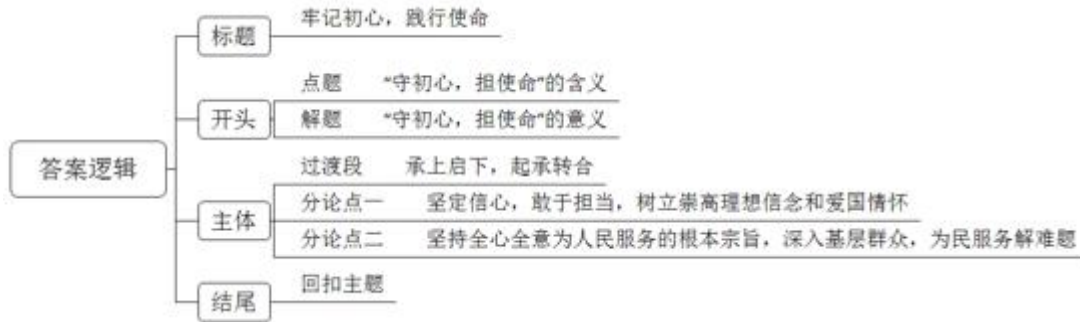 答案逻辑
标题
牢记初心，践行使命
开头
点题 “守初心，担使命”的含义
解题 “守初心，担使命”的意义
主体
过渡段 承上启下，起承转合
分论点一 坚定信心，敢于担当，树立崇高理想信念和爱国情怀
分论点二 坚持全心全意为人民服务的根本宗旨，深入基层群众，为民服务解难题
结尾
回扣主题